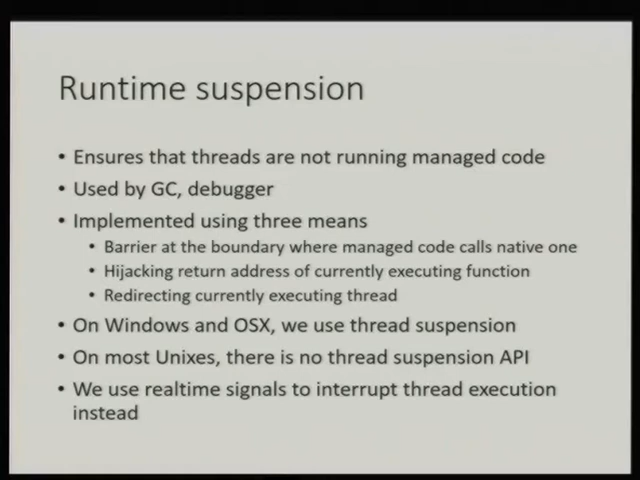 Runtime suspension
• Ensures that threads are not running managed code
• Used by GC, debugger
• Implemented using three means
• Barrier at the boundary where managed code calls native one
• Hijacking return address of currently executing function
• Redirecting currently executing thread
• On Windows and OSX, we use thread suspension
• On most Unixes, there is no thread suspension API
• We use realtime signals to interrupt thread execution
instead